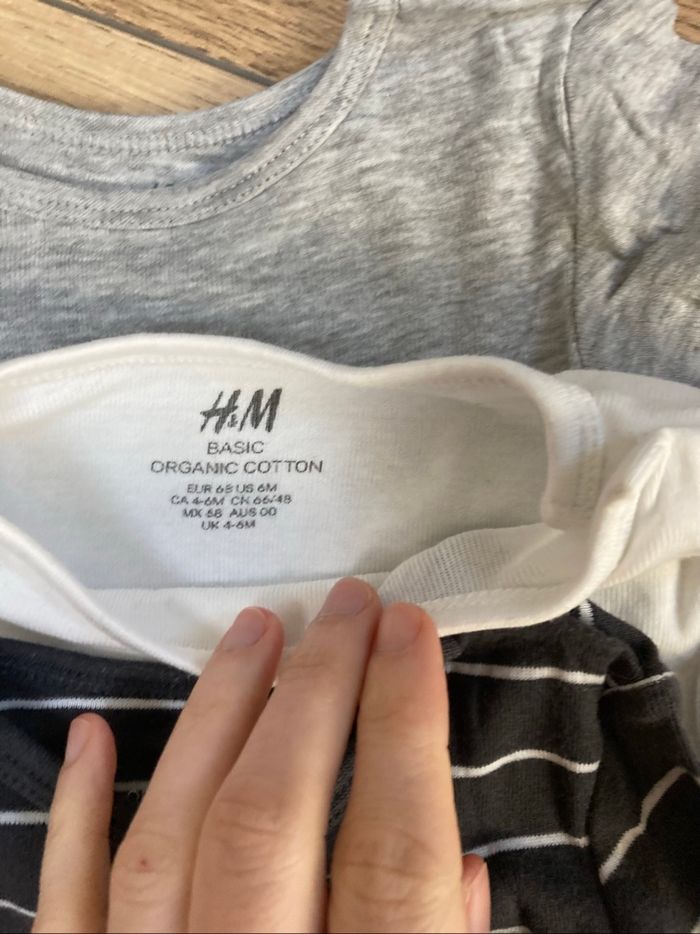 H&M
BASIC
ORGANIC COTTON
EUR 68 US 6M
CA 4-6M CN 66/48
MX 68 AUS 00
UK 4-6M